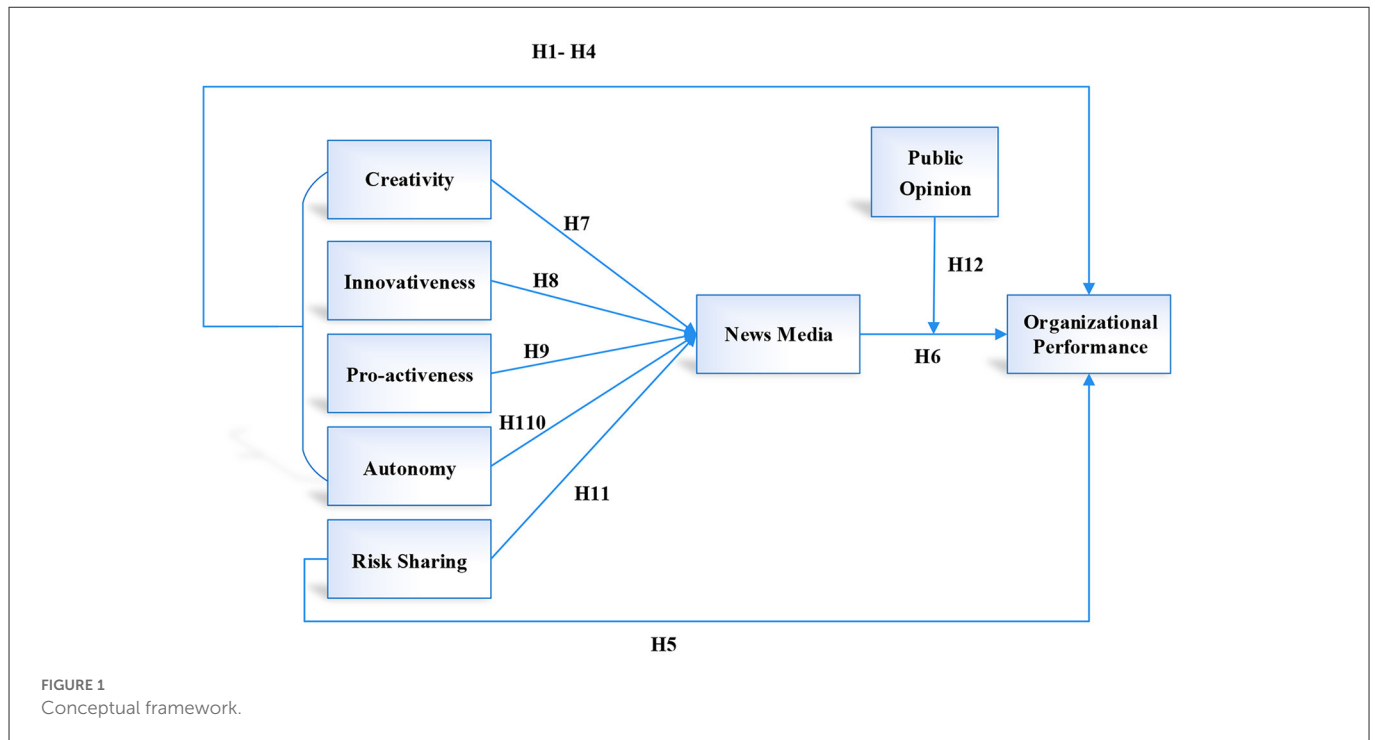 H1- H4
Creativity
Public
Opinion
H7
Innovativeness
H8
H12
News Media
Organizational
Performance
H6
Pro-activeness
H9
H110
Autonomy
H11
Risk Sharing
H5
FIGURE 1
Conceptual framework.